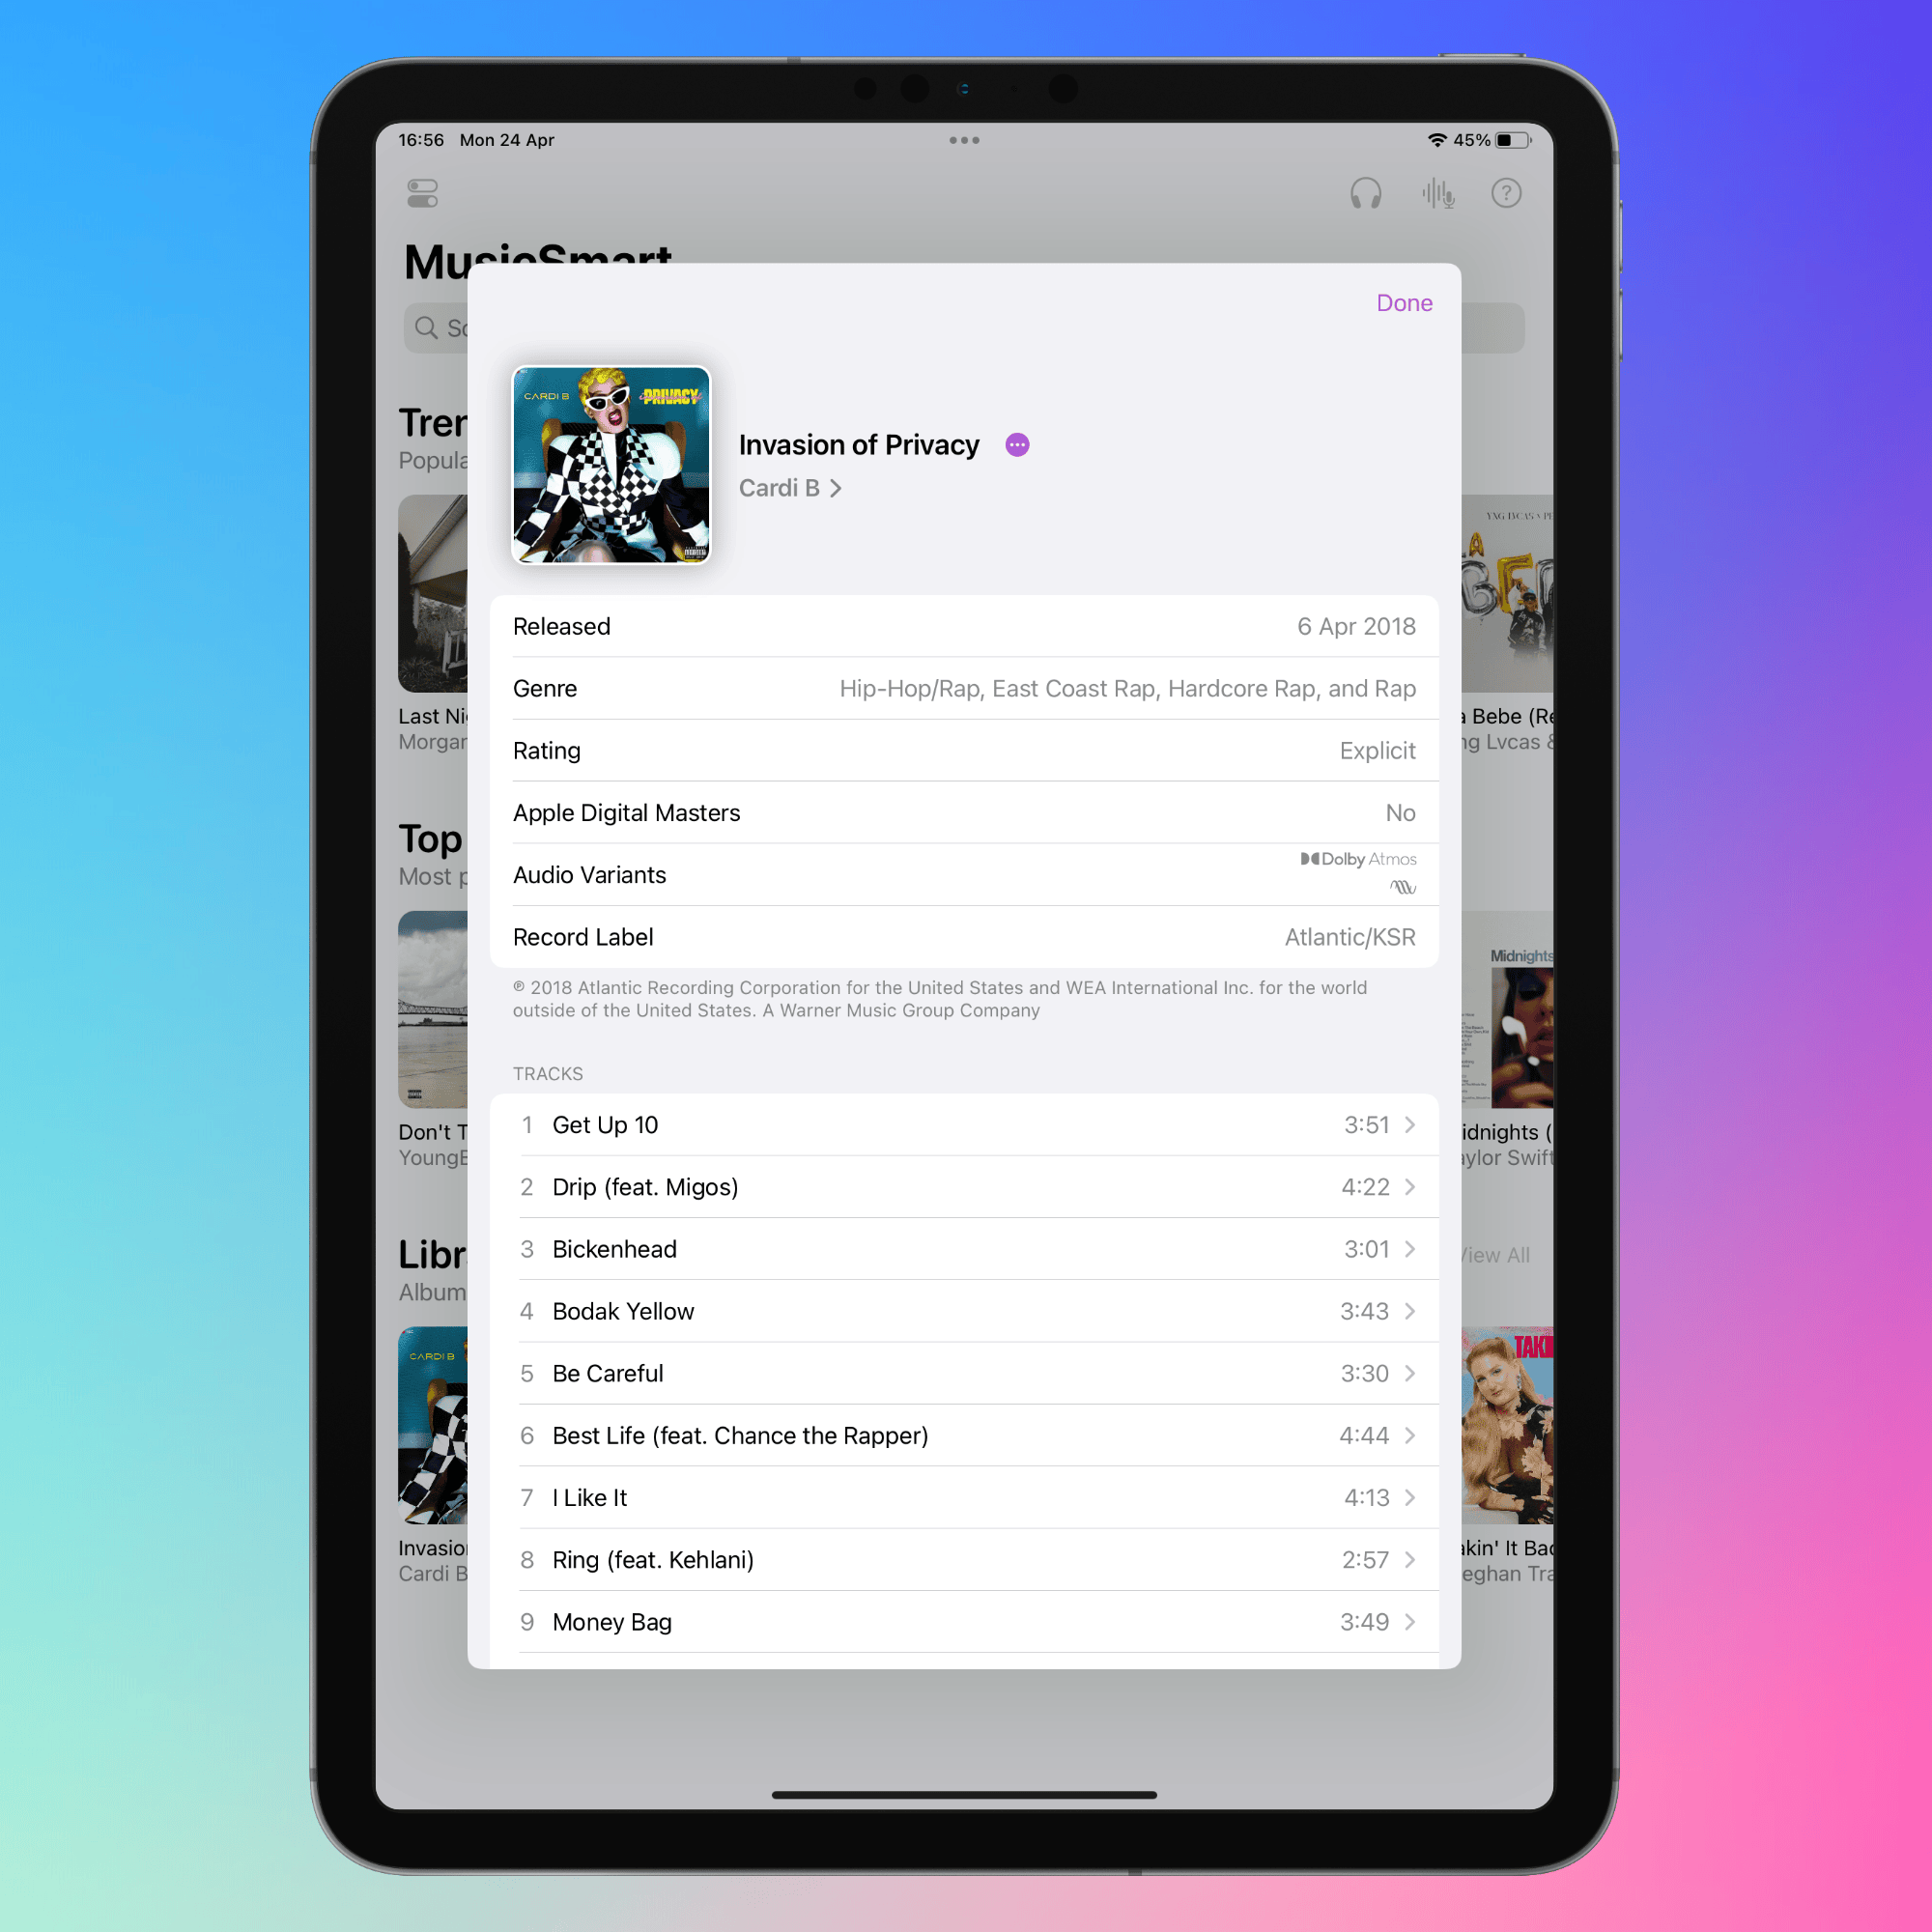 16:56 Mon 24 Apr
45%
MusicSmart
Done
CARDI B
PRIVACY
Invasion of Privacy
Cardi B
Released 6 Apr 2018
Genre Hip-Hop/Rap, East Coast Rap, Hardcore Rap, and Rap
Rating Explicit
Apple Digital Masters No
Audio Variants Dolby Atmos
Record Label Atlantic/KSR
℗ 2018 Atlantic Recording Corporation for the United States and WEA International Inc. for the world
outside of the United States. A Warner Music Group Company
TRACKS
1 Get Up 10 3:51
2 Drip (feat. Migos) 4:22
3 Bickenhead 3:01
4 Bodak Yellow 3:43
5 Be Careful 3:30
6 Best Life (feat. Chance the Rapper) 4:44
7 I Like It 4:13
8 Ring (feat. Kehlani) 2:57
9 Money Bag 3:49
Tren
Popula
Last Ni
Morgan
a Bebe (Re
ng Lvcas &
Top
Most p
Midnights
Don't T
YoungB
idnights (
aylor Swift
Libr
Album
View All
CARDI B
TAK
Invasion
Cardi B
akin' It Bac
eghan Tra